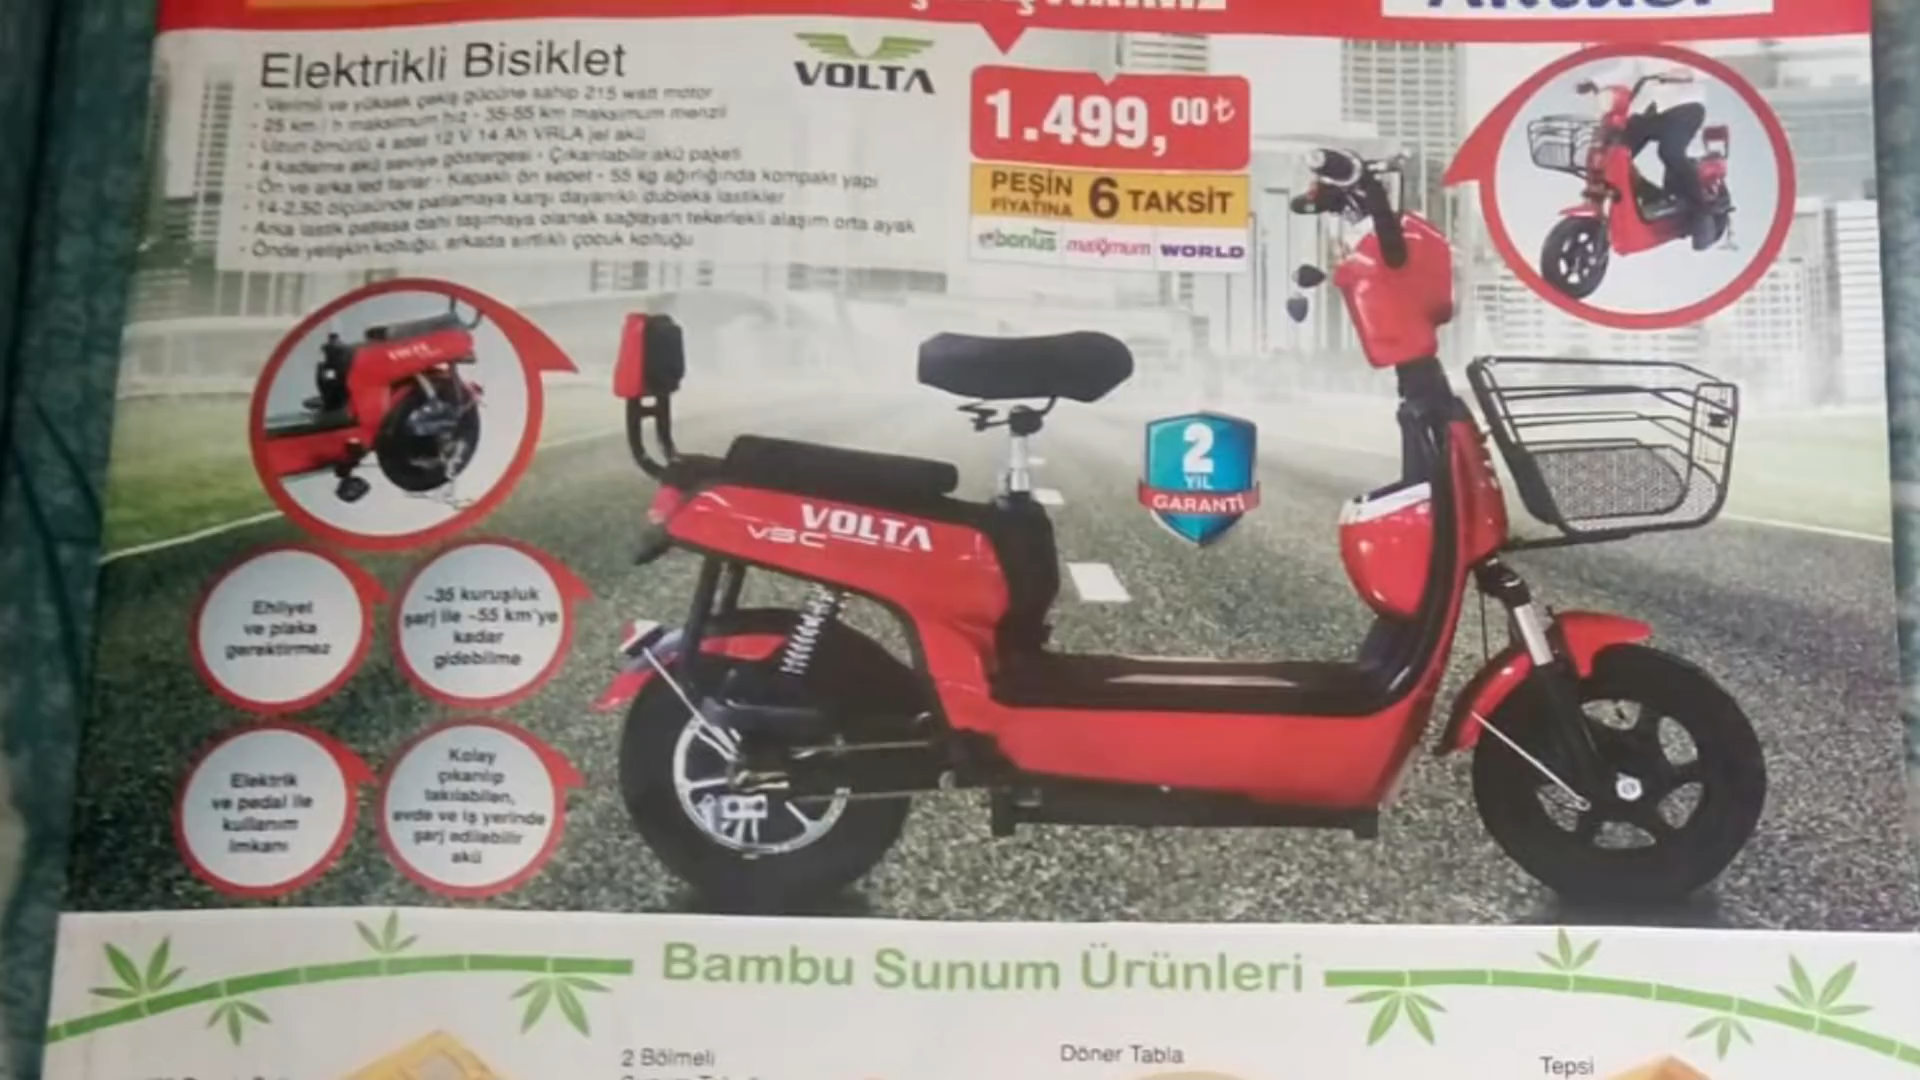 Elektrikli Bisiklet
VOLTA
- Verimli ve yüksek çekiş gücüne sahip 215 watt motor
- 25 km / h maksimum hız - 35-55 km maksimum menzil
- Uzun ömürlü 4 adet 12 V 14 Ah VRLA jel akü
- 4 kademe akü seviye göstergesi - Çıkarılabilir akü paketi
- Ön ve arka led farlar - Kapaklı ön sepet - 55 kg ağırlığında kompakt yapı
- 14-2.50 ölçüsünde patlamaya karşı dayanıklı dubleks lastikler
- Arka lastik patlasa dahi taşımaya olanak sağlayan tekerlekli alaşım orta ayak
- Önde yetişkin koltuğu, arkada sırtlıklı çocuk koltuğu
1.499,00₺
PEŞİN FİYATINA 6 TAKSİT
bonus maximum WORLD
2
YIL
GARANTİ
VOLTA
VSC
Ehliyet
ve plaka
gerektirmez
~35 kuruşluk
şarj ile ~55 km'ye
kadar
gidebilme
Elektrik
ve pedal ile
kullanım
imkanı
Kolay
çıkarılıp
takılabilen,
evde ve iş yerinde
şarj edilebilir
akü
Bambu Sunum Ürünleri
2 Bölmeli
Döner Tabla
Tepsi